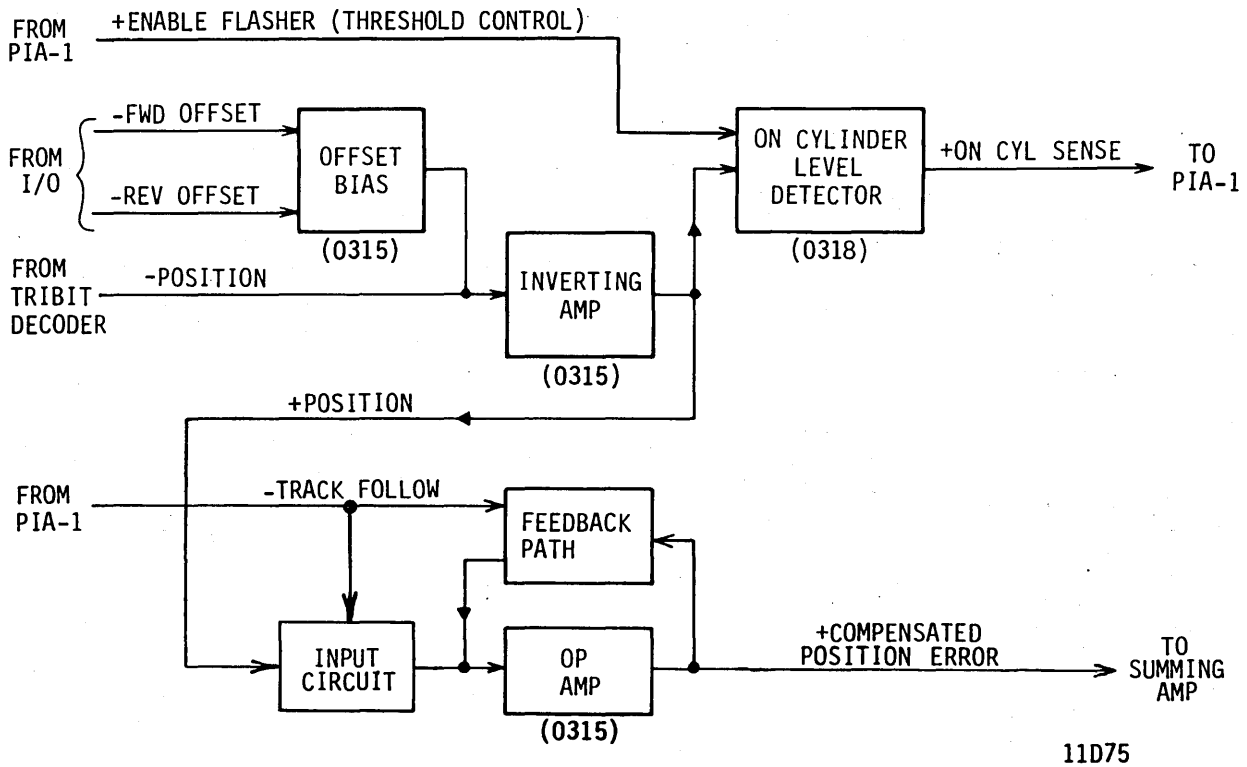 FROM
PIA-1
+ENABLE FLASHER (THRESHOLD CONTROL)
FROM
I/O
-FWD OFFSET
-REV OFFSET
OFFSET
BIAS
(0315)
ON CYLINDER
LEVEL
DETECTOR
(0318)
+ON CYL SENSE
TO
PIA-1
FROM
TRIBIT
DECODER
-POSITION
INVERTING
AMP
(0315)
+POSITION
FROM
PIA-1
-TRACK FOLLOW
FEEDBACK
PATH
INPUT
CIRCUIT
OP
AMP
(0315)
+COMPENSATED
POSITION ERROR
TO
SUMMING
AMP
11D75